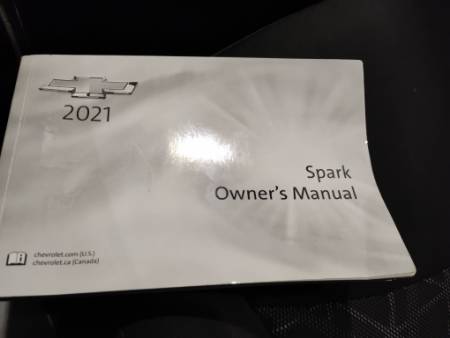 2021
Spark
Owner's Manual
chevrolet.com (U.S.)
chevrolet.ca (Canada)